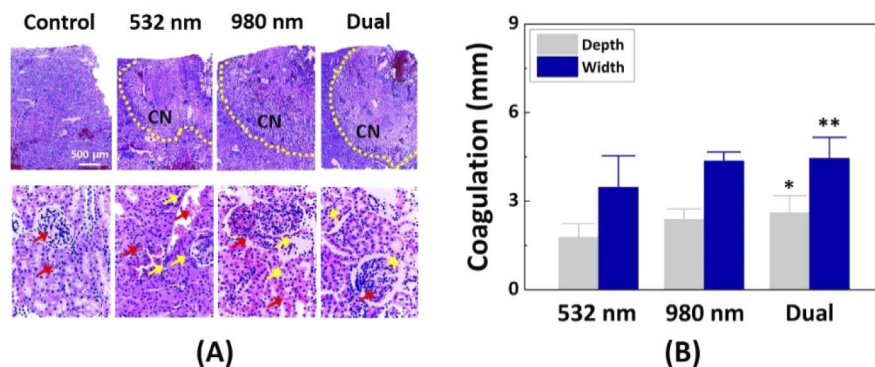 Control 532 nm 980 nm Dual
CN CN CN
500 µm
(A)
Coagulation (mm)
9
6
3
0
Depth
Width
**
*
532 nm 980 nm Dual
(B)